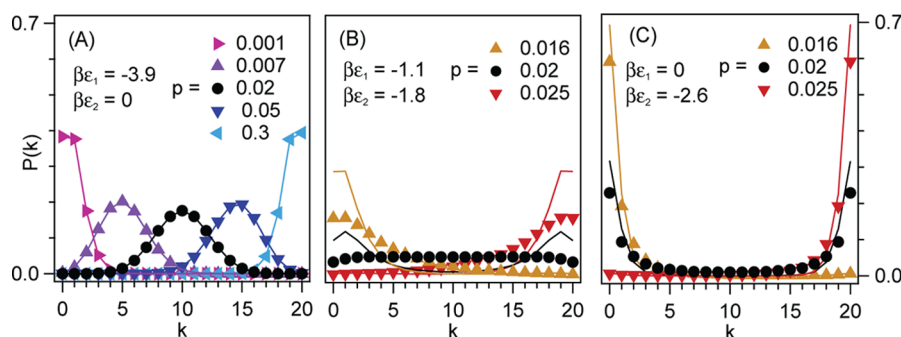 0.7
P(k)
0.0
(A)
0.001
0.007
p = 0.02
0.05
0.3
βε1 = -3.9
βε2 = 0
0 5 10 15 20
k
(B)
0.016
p = 0.02
0.025
βε1 = -1.1
βε2 = -1.8
0 5 10 15 20
k
(C)
0.016
p = 0.02
0.025
βε1 = 0
βε2 = -2.6
0 5 10 15 20
k
0.7
0.0